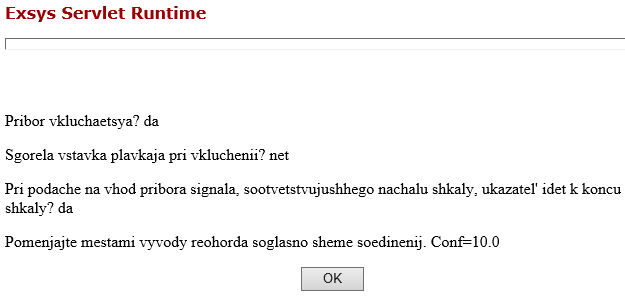 Exsys Servlet Runtime
Pribor vkluchaetsya? da
Sgorela vstavka plavkaja pri vkluchenii? net
Pri podache na vhod pribora signala, sootvetstvujushhego nachalu shkaly, ukazatel' idet k koncu
shkaly? da
Pomenjajte mestami vyvody reohorda soglasno sheme soedinenij. Conf=10.0
OK